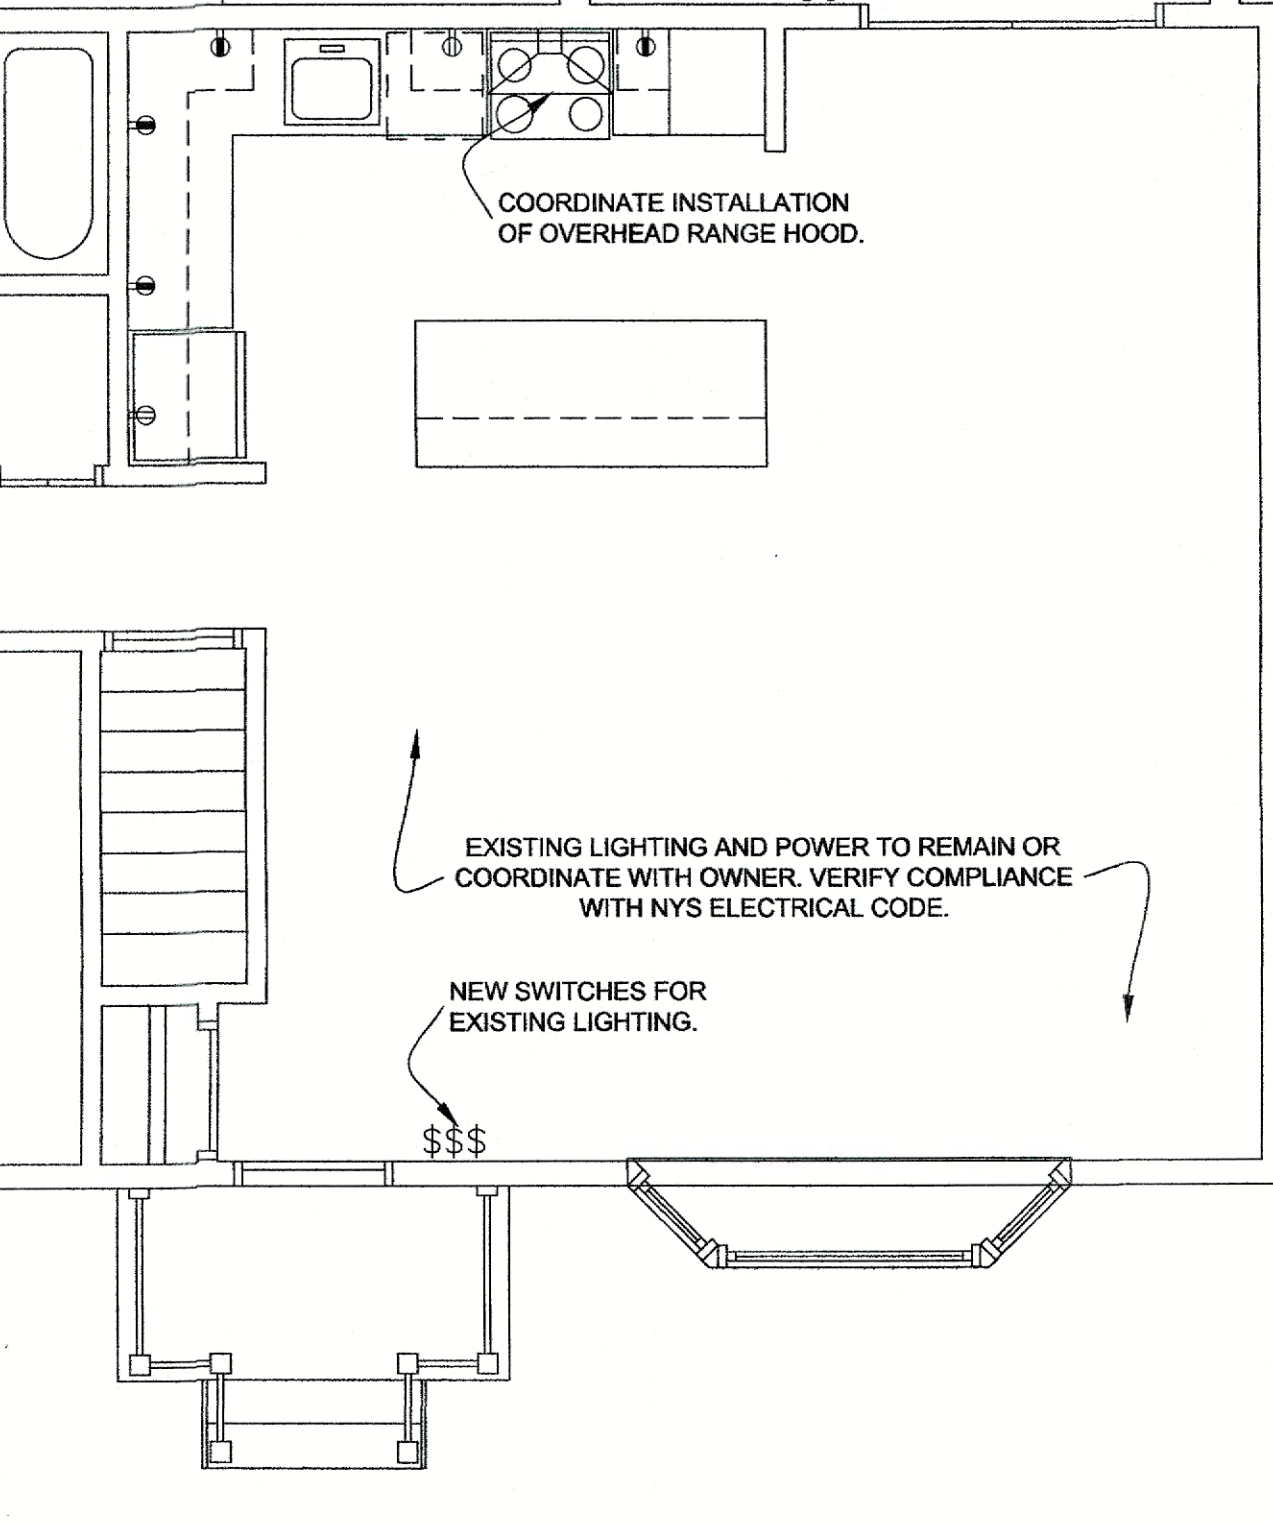 COORDINATE INSTALLATION
OF OVERHEAD RANGE HOOD.
EXISTING LIGHTING AND POWER TO REMAIN OR
COORDINATE WITH OWNER. VERIFY COMPLIANCE
WITH NYS ELECTRICAL CODE.
NEW SWITCHES FOR
EXISTING LIGHTING.
$$$